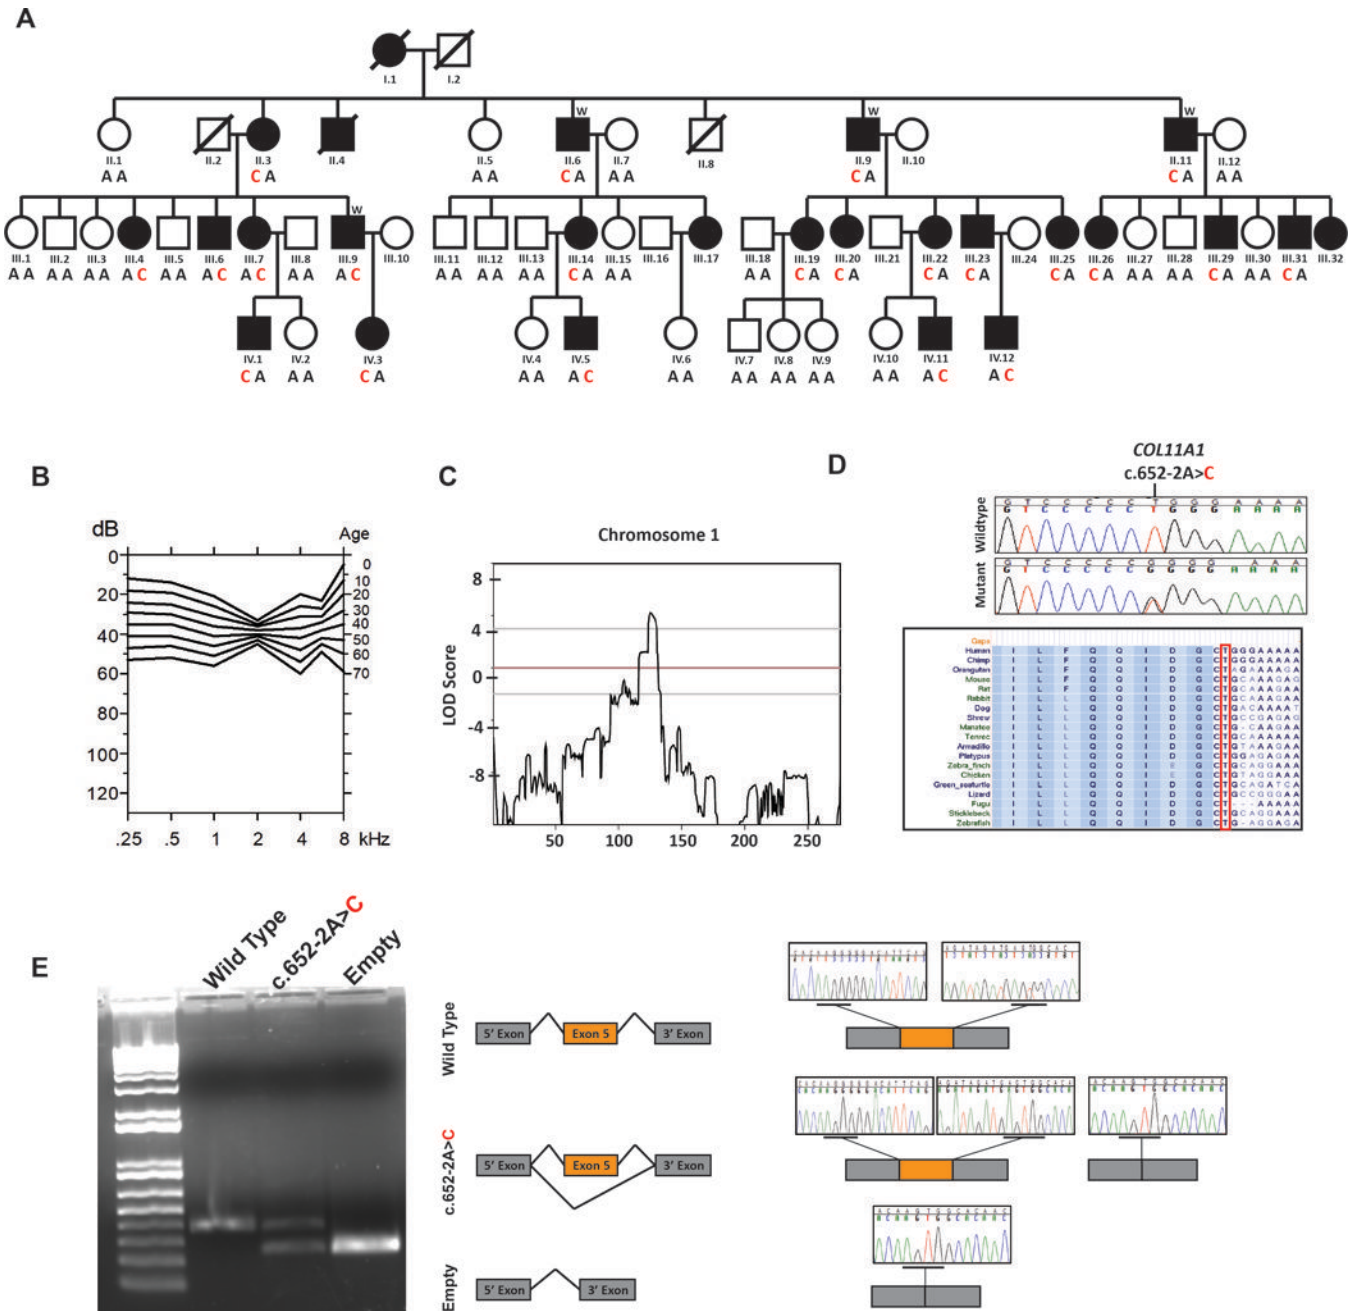 A
I.1 I.2
W W W
II.1 II.2 II.3 II.4 II.5 II.6 II.7 II.8 II.9 II.10 II.11 II.12
A A C A A A C A A A C A C A A A
W
III.1 III.2 III.3 III.4 III.5 III.6 III.7 III.8 III.9 III.10 III.11 III.12 III.13 III.14 III.15 III.16 III.17 III.18 III.19 III.20 III.21 III.22 III.23 III.24 III.25 III.26 III.27 III.28 III.29 III.30 III.31 III.32
A A A A A A A C A A A C A C A A A C A A A A A A C A A A A A C A C A C A C A C A C A A A A A C A A A C A
IV.1 IV.2 IV.3 IV.4 IV.5 IV.6 IV.7 IV.8 IV.9 IV.10 IV.11 IV.12
C A A A C A A A A C A A A A A A A A A A A C A C
B
dB Age
0 0
20 10
40 20
60 30
80 40
100 50
120 60
70
.25 .5 1 2 4 8 kHz
C
Chromosome 1
LOD Score
8
4
0
-4
-8
50 100 150 200 250
D
COL11A1
c.652-2A>C
Wildtype
G T C C C C C T G G G A A A A
Mutant
G T C C C C C G G G G A A A A
Gaps
Human I L F Q Q I D G C T G G G A A A A A
Chimp I L F Q Q I D G C T G G G A A A A A
Orangutan I L F Q Q I D G C T G A G A A A A A
Mouse I L F Q Q I D G C T G C A A A G A G
Rat I L F Q Q I D G C T G C A A A G A A
Rabbit I L L Q Q I D G
Dog I L L Q Q I D G C T G A C A A A A T
Shrew I L L Q Q I D G C T G C C G A G A G
Manatee I L L Q Q I D G
Tenrec I L L Q Q I D G
Armadillo I L L Q Q I D G C T G T A A A G A A
Platypus I L L Q Q I D G
Zebra_finch I L L Q Q I E G
Chicken I L L Q Q I E G C T G T A G G A A A
Green_seaturtle I L L Q Q I D G C T G C A G A T C A
Lizard I L L Q Q I D G
Fugu I L L Q Q I D G C T - - - A A A A A
Stickleback I L L Q Q I D G
Zebrafish I L L Q Q I D G C T G - A G G A G A
E
Wild Type
c.652-2A>C
Empty
Wild Type
5' Exon Exon 5 3' Exon
c.652-2A>C
5' Exon Exon 5 3' Exon
A C A A G T G G C A C A A C
Empty
5' Exon 3' Exon
A C A A G T G G C A C A A C